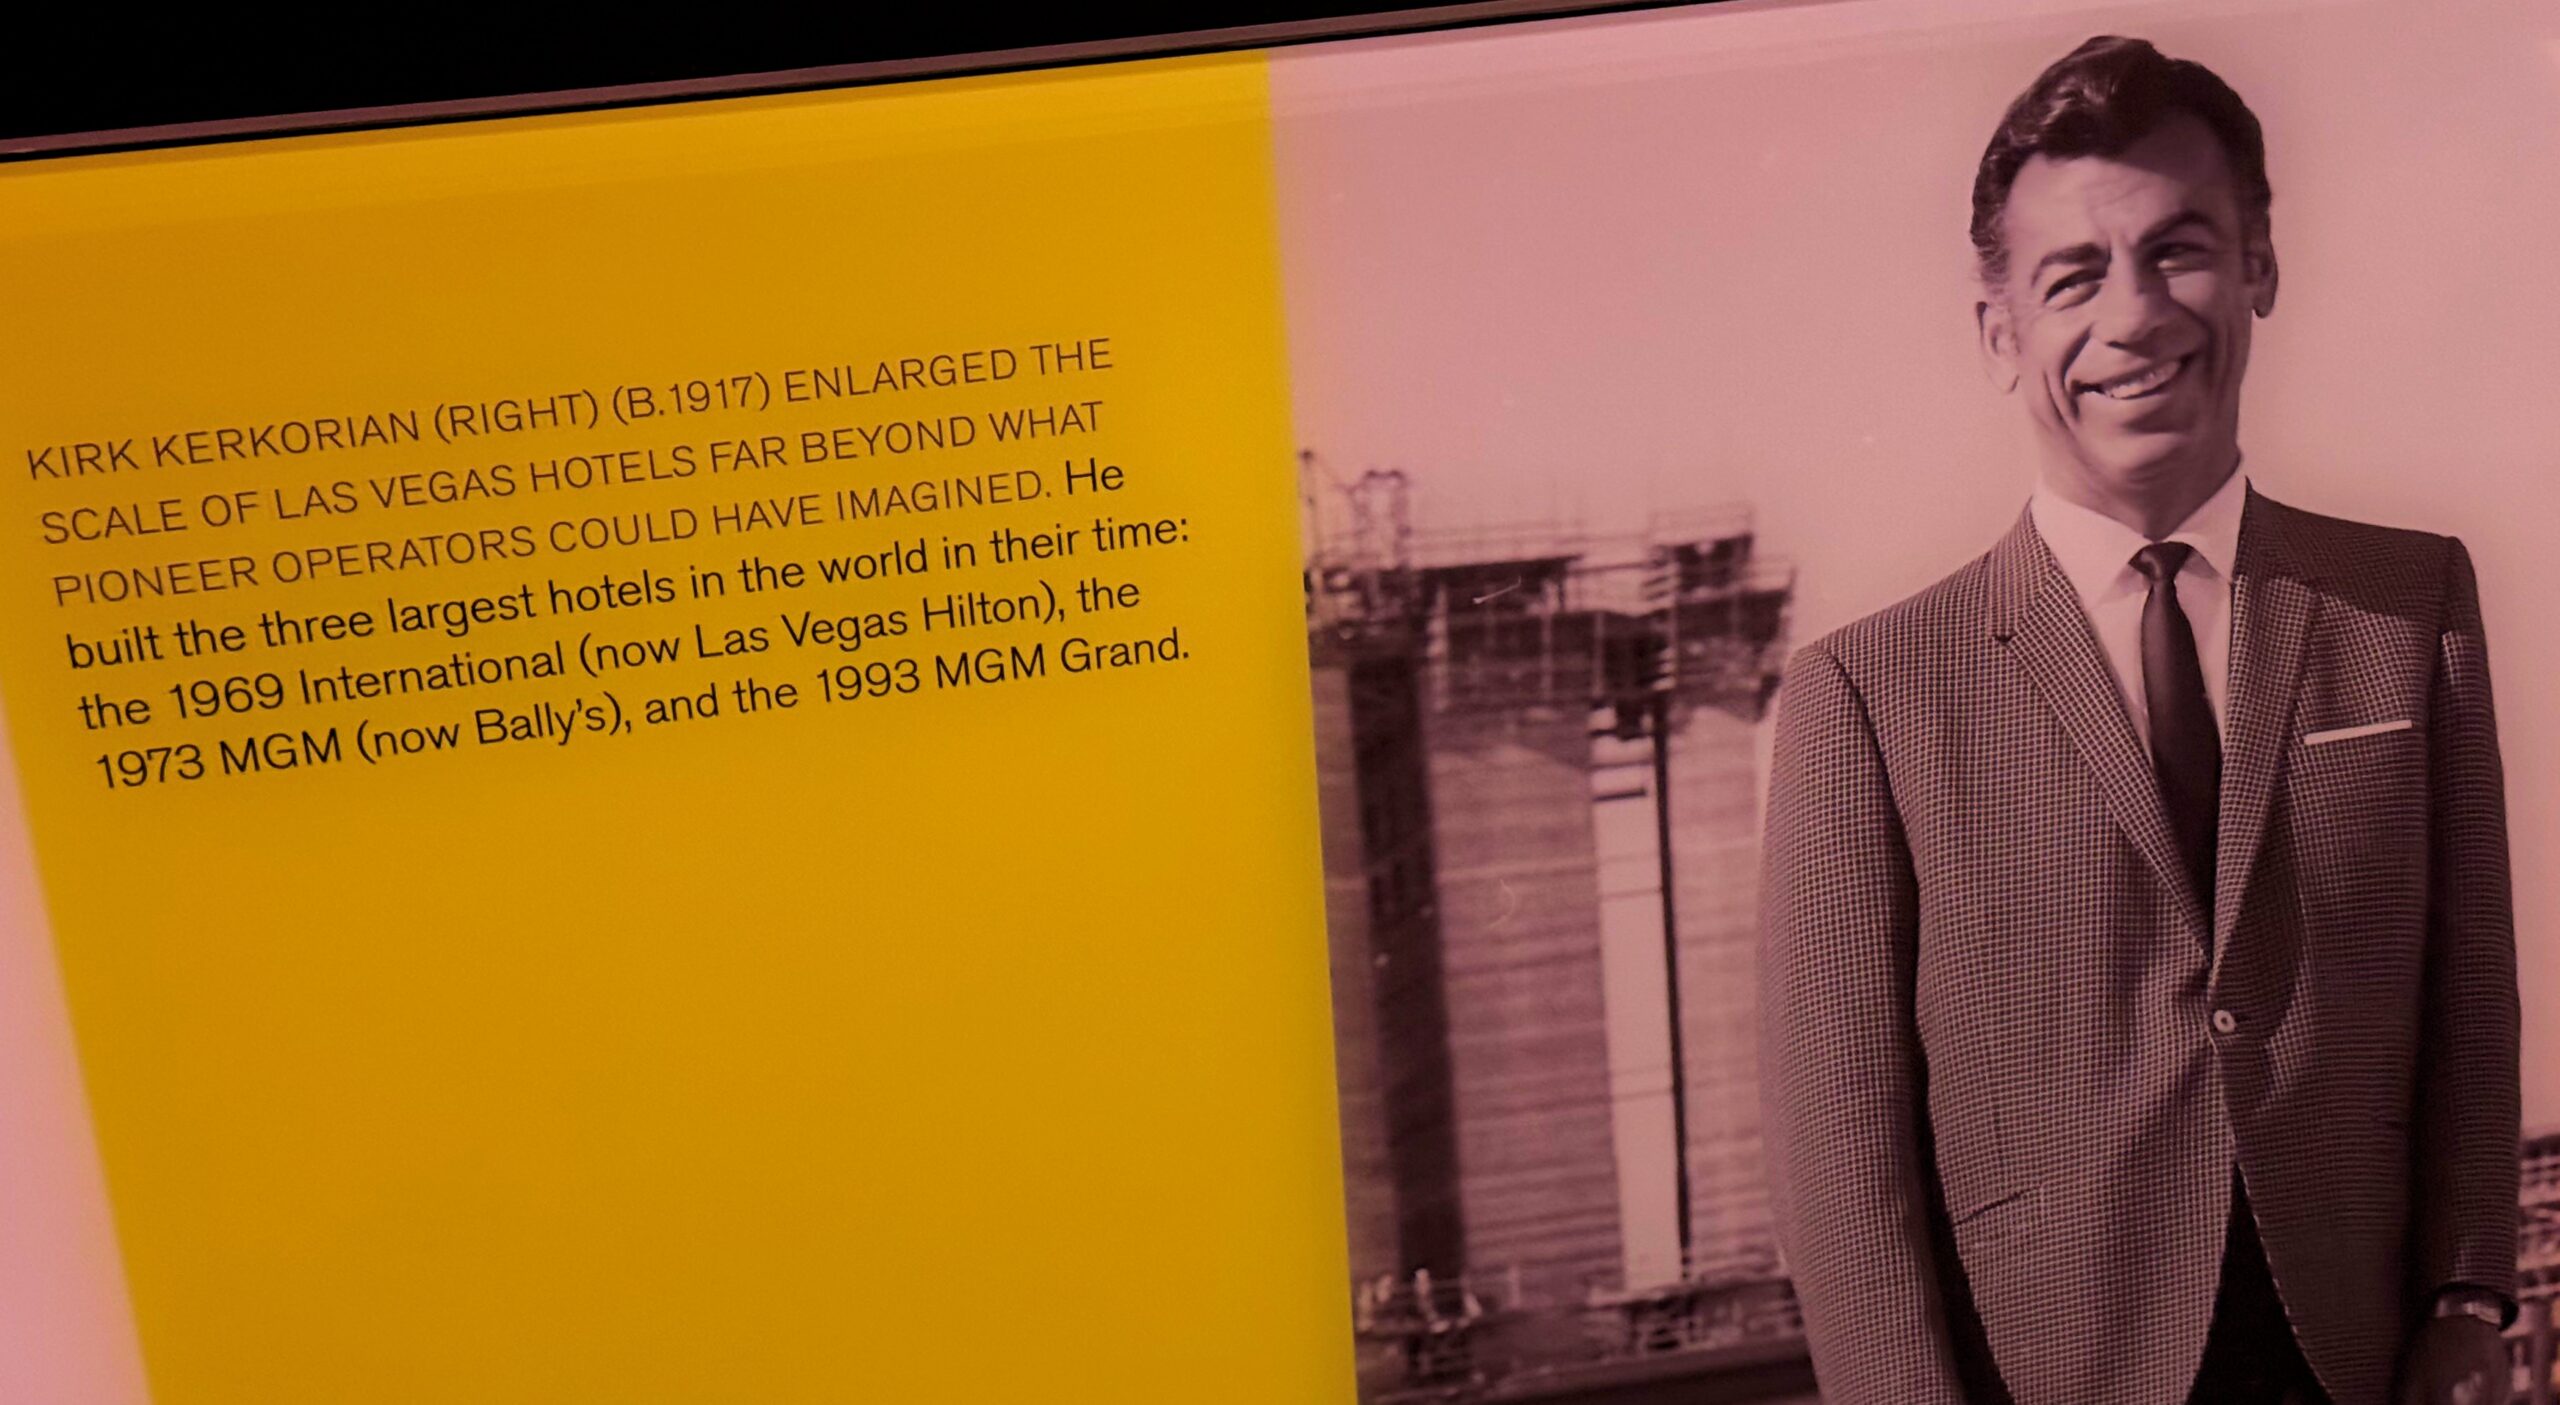 KIRK KERKORIAN (RIGHT) (B.1917) ENLARGED THE
SCALE OF LAS VEGAS HOTELS FAR BEYOND WHAT
PIONEER OPERATORS COULD HAVE IMAGINED. He
built the three largest hotels in the world in their time:
the 1969 International (now Las Vegas Hilton), the
1973 MGM (now Bally’s), and the 1993 MGM Grand.